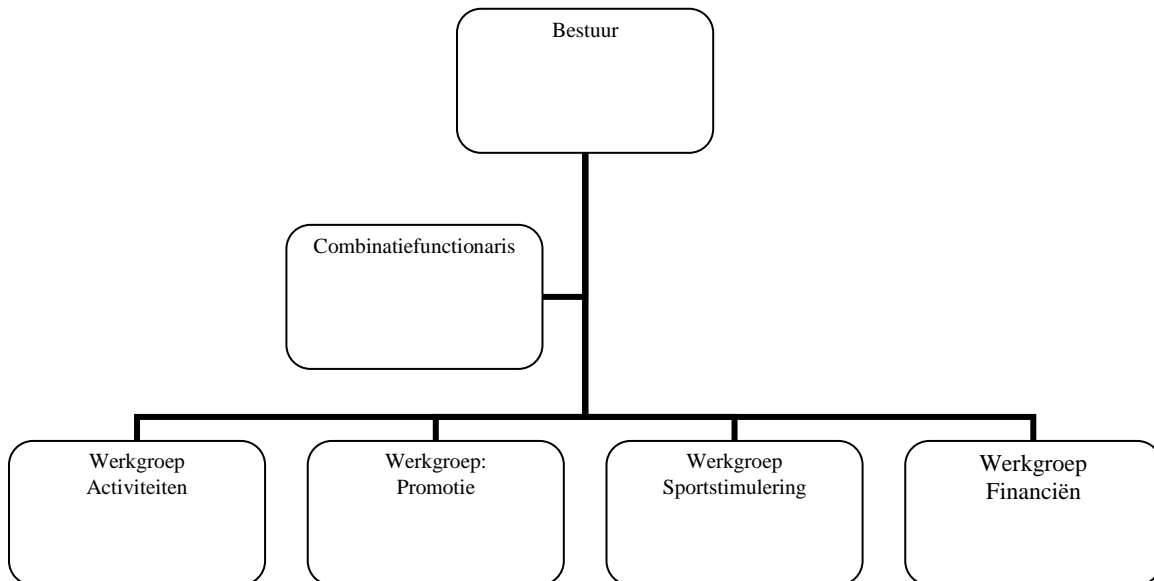 Bestuur
Combinatiefunctionaris
Werkgroep
Activiteiten
Werkgroep:
Promotie
Werkgroep
Sportstimulering
Werkgroep
Financiën